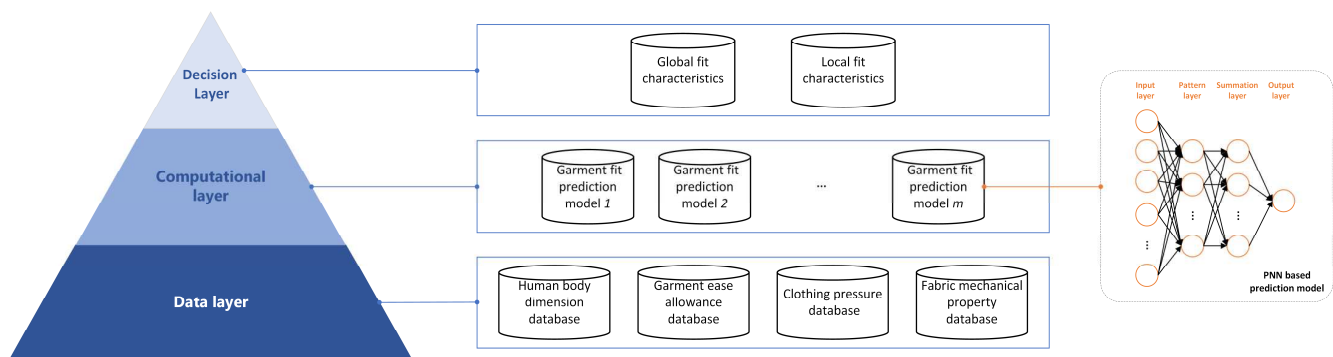 Decision
Layer
Global fit
characteristics
Local fit
characteristics
Computational
layer
Garment fit
prediction
model 1
Garment fit
prediction
model 2
...
Garment fit
prediction
model m
Data layer
Human body
dimension
database
Garment ease
allowance
database
Clothing pressure
database
Fabric mechanical
property
database
Input
layer
Pattern
layer
Summation
layer
Output
layer
...
...
...
PNN based
prediction model